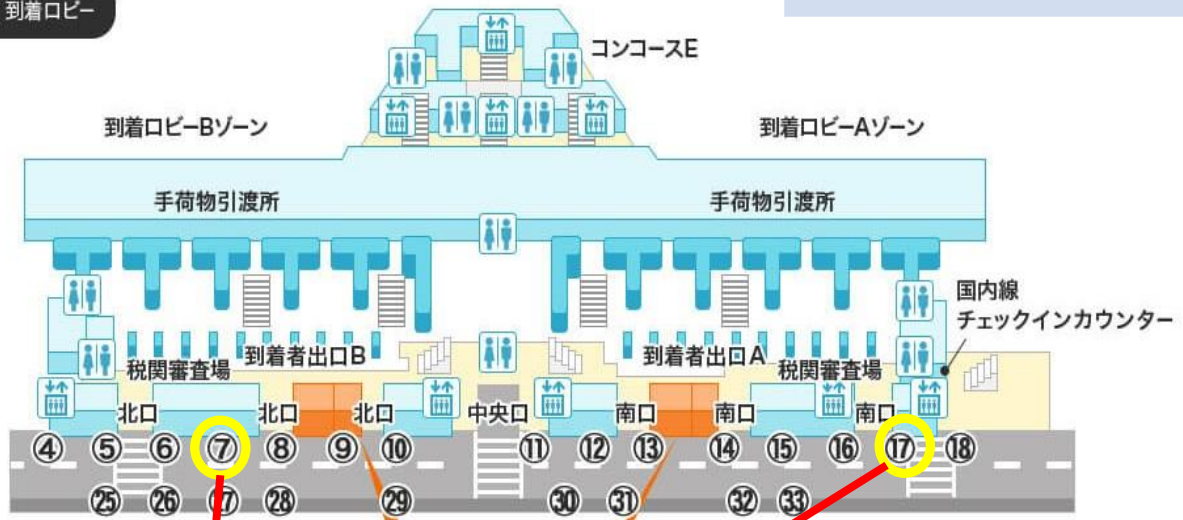 到着ロビー
コンコースE
到着ロビーBゾーン
到着ロビーAゾーン
手荷物引渡所
手荷物引渡所
国内線
チェックインカウンター
到着者出口B
到着者出口A
税関審査場
税関審査場
北口
北口
北口
中央口
南口
南口
南口
④ ⑤ ⑥ ⑦ ⑧ ⑨ ⑩ ⑪ ⑫ ⑬ ⑭ ⑮ ⑯ ⑰ ⑱
㉕ ㉖ ㉗ ㉘ ㉙ ㉚ ㉛ ㉜ ㉝